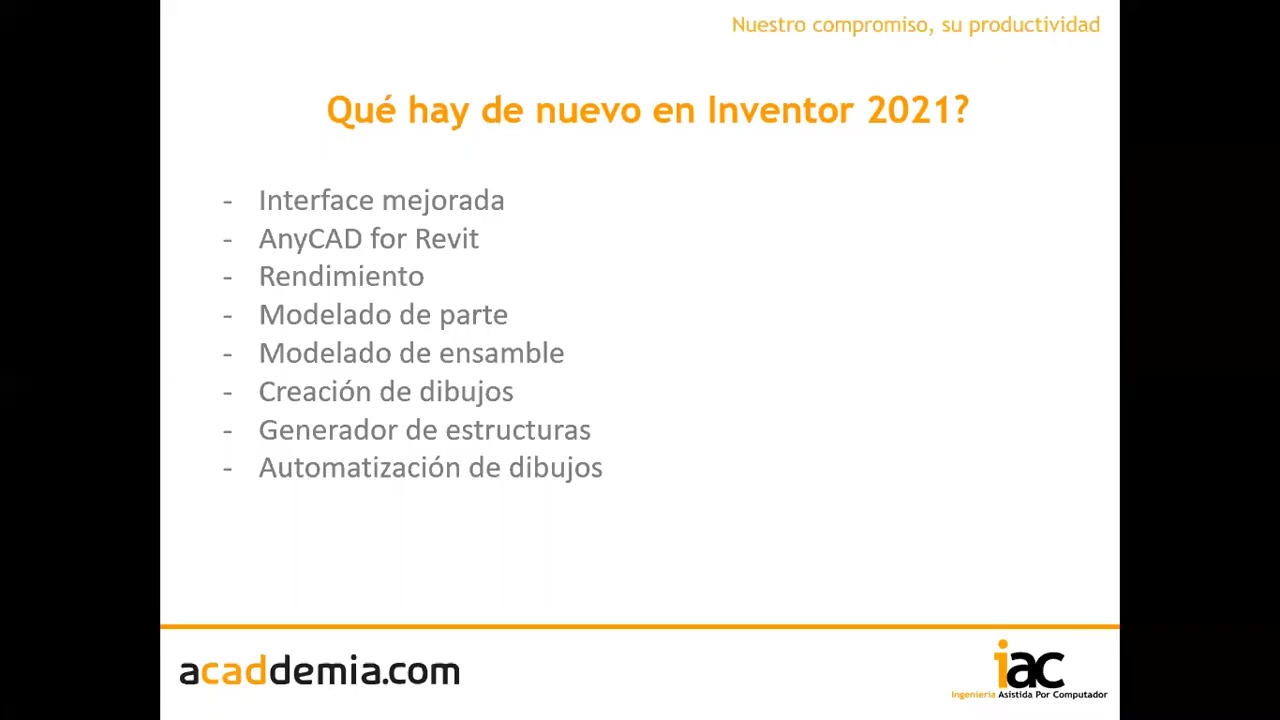 Nuestro compromiso, su productividad
Qué hay de nuevo en Inventor 2021?
- Interface mejorada
- AnyCAD for Revit
- Rendimiento
- Modelado de parte
- Modelado de ensamble
- Creación de dibujos
- Generador de estructuras
- Automatización de dibujos
acaddemia.com
iac
Ingeniería Asistida Por Computador